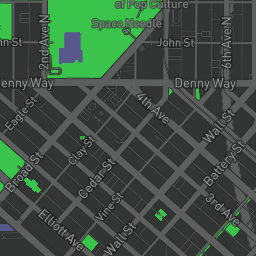 of Pop Culture
Space Needle
2nd Ave N
John St
John St
6th Ave N
enny Way
Denny Way
Eagle St
4th Ave
Wall St
Clay St
Broad St
Cedar St
Battery St
Vine St
3rd Ave
Elliott Ave
Wall St